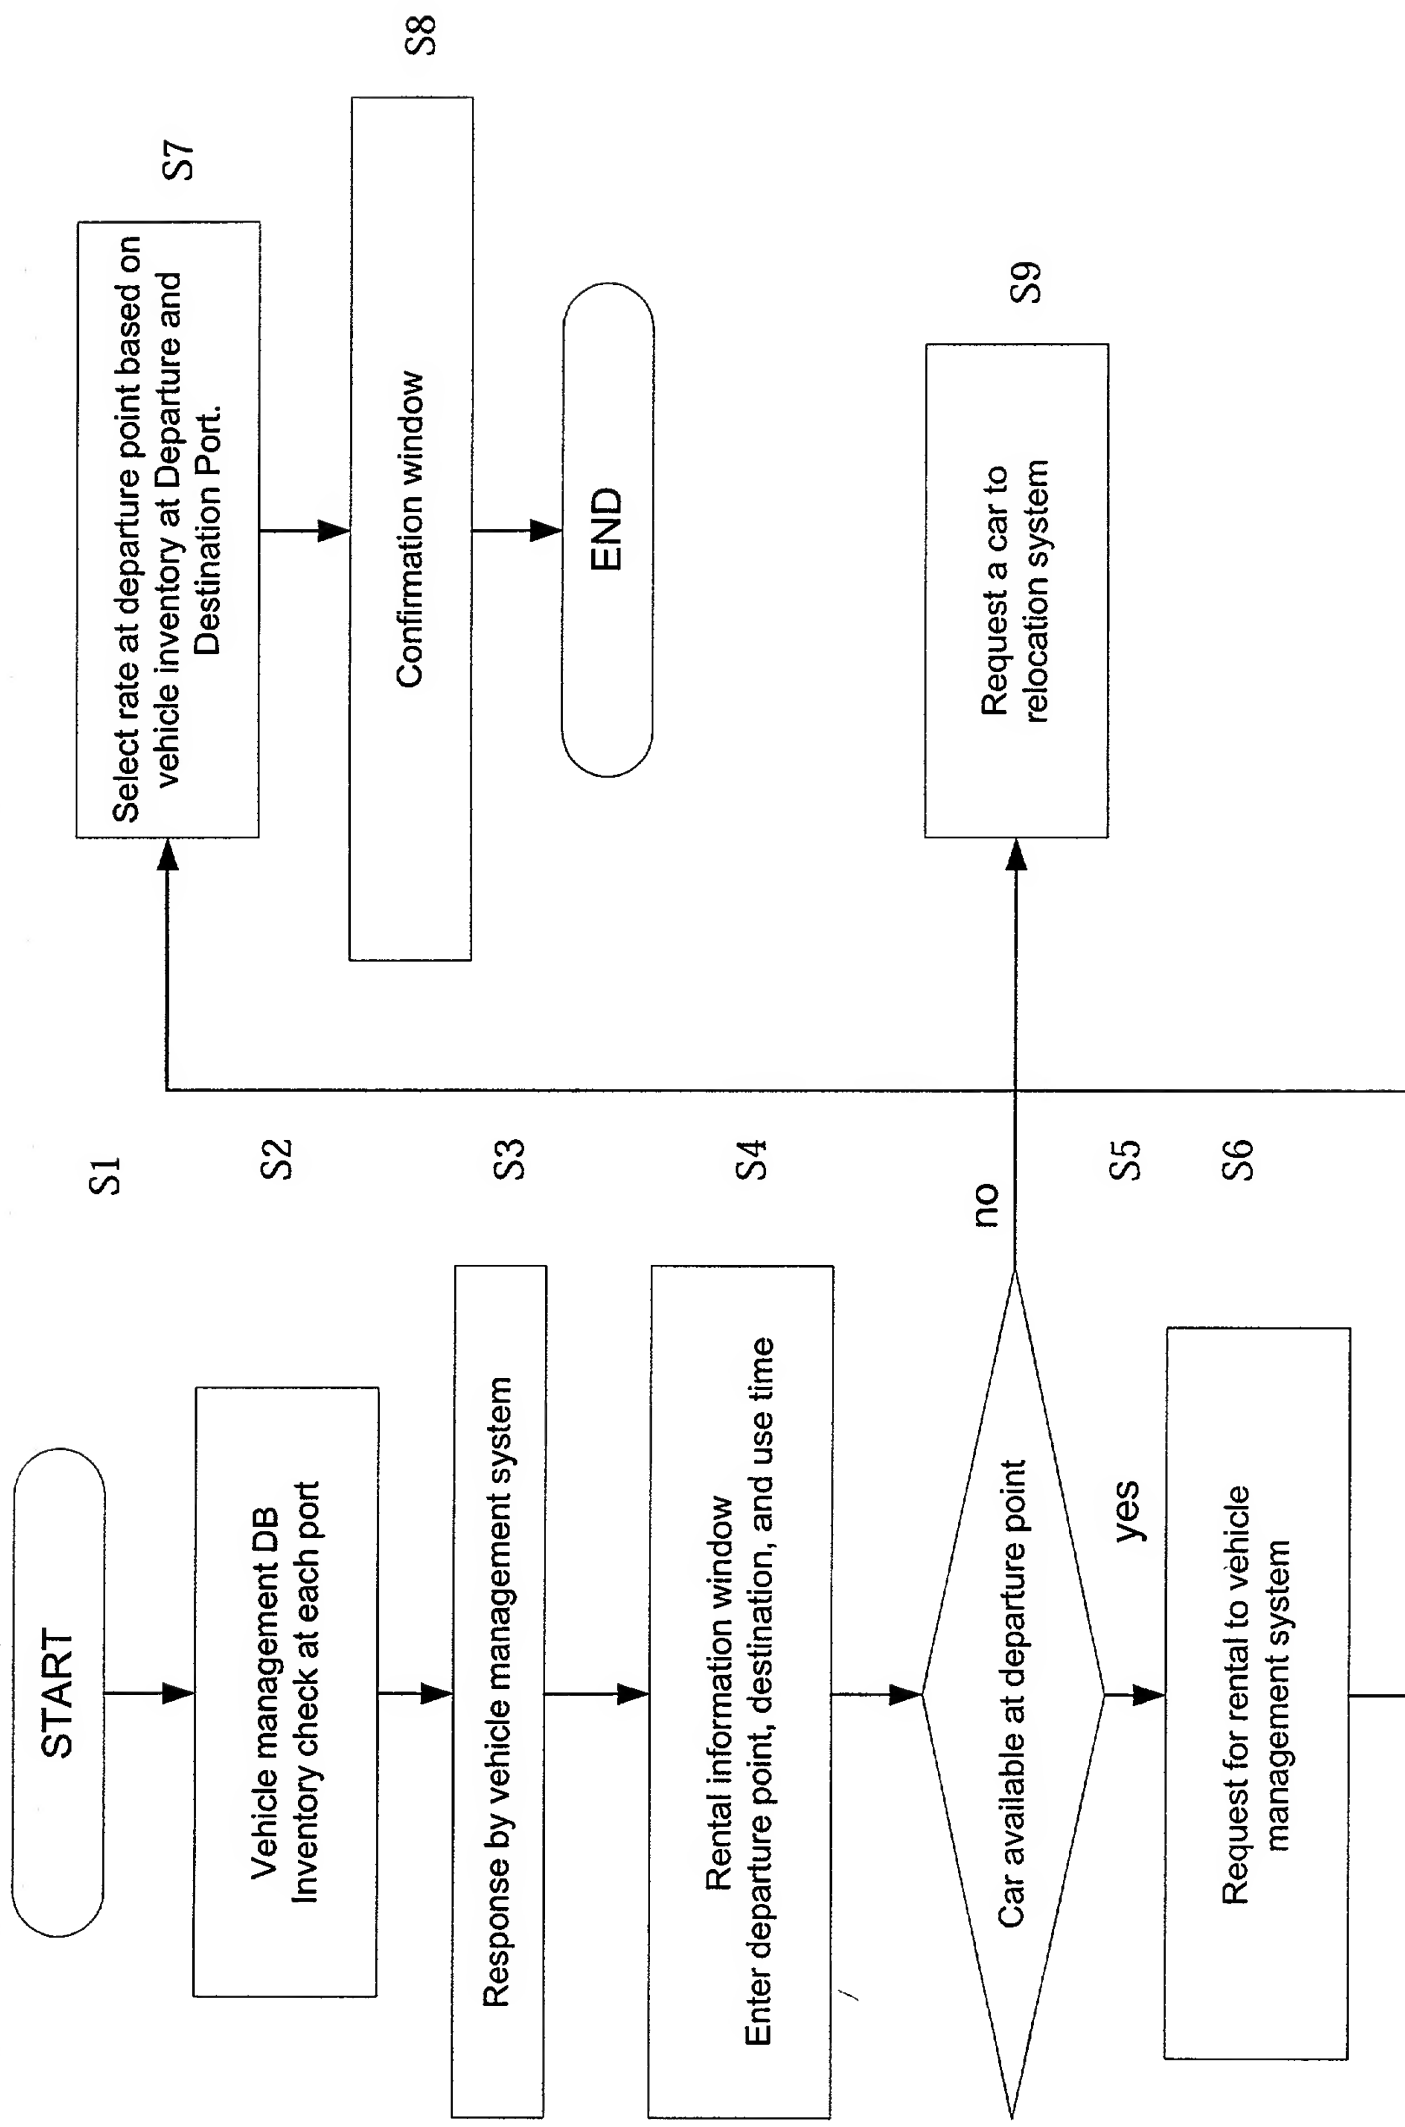 START
S1
Vehicle management DB
Inventory check at each port
S2
Response by vehicle management system
S3
Rental information window
Enter departure point, destination, and use time
S4
Car available at departure point
no
S5
yes
Request for rental to vehicle
management system
S6
Select rate at departure point based on
vehicle inventory at Departure and
Destination Port.
S7
Confirmation window
S8
END
Request a car to
relocation system
S9